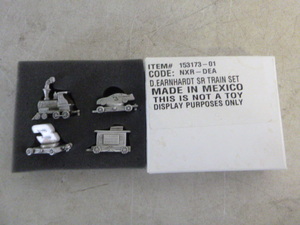 ITEM# 153173-01
CODE: NXR-DEA
D.EARNHARDT SR TRAIN SET
MADE IN MEXICO
THIS IS NOT A TOY
DISPLAY PURPOSES ONLY
3